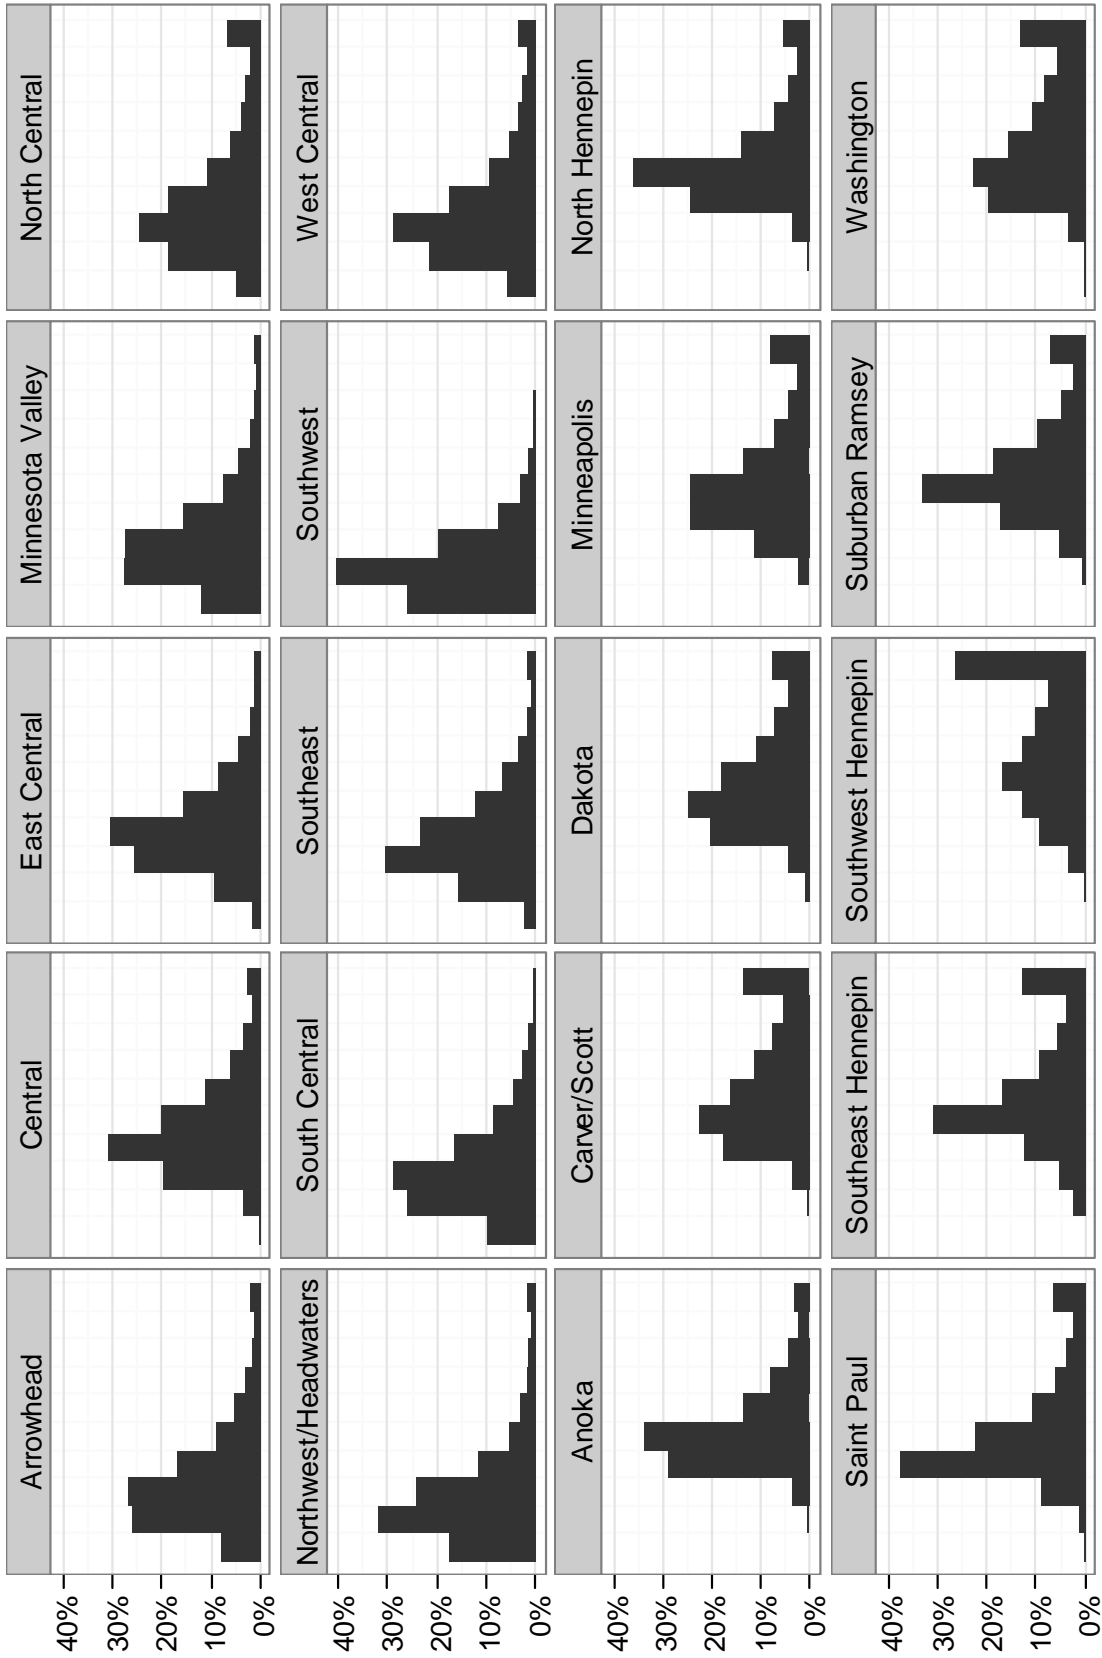 Arrowhead
Central
East Central
Minnesota Valley
North Central
40%
30%
20%
10%
0%
Northwest/Headwaters
South Central
Southeast
Southwest
West Central
40%
30%
20%
10%
0%
Anoka
Carver/Scott
Dakota
Minneapolis
North Hennepin
40%
30%
20%
10%
0%
Saint Paul
Southeast Hennepin
Southwest Hennepin
Suburban Ramsey
Washington
40%
30%
20%
10%
0%